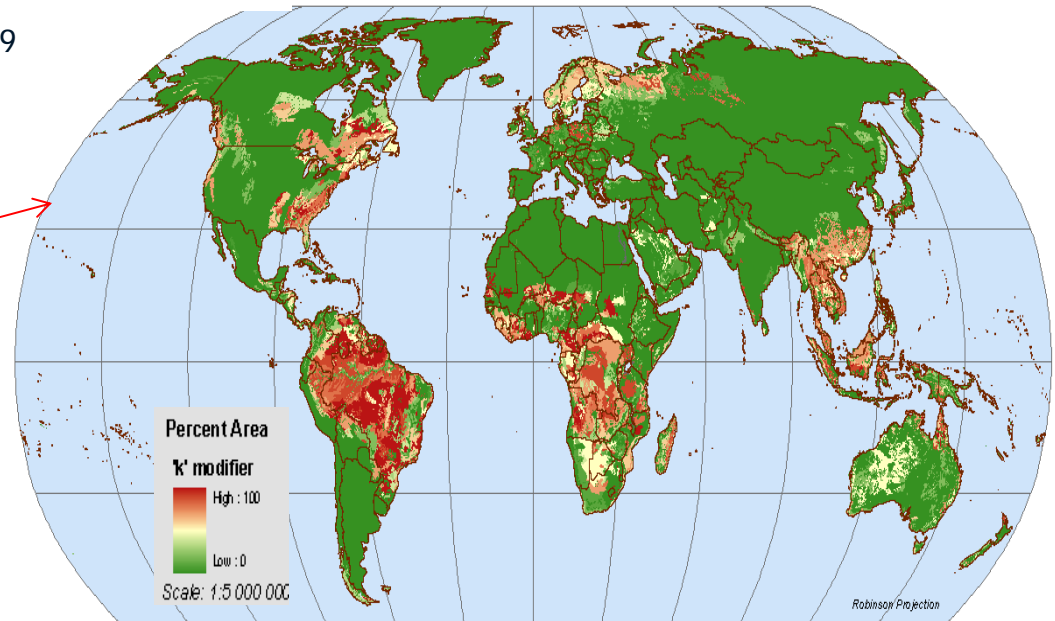 9
Percent Area
'k' modifier
High : 100
Low : 0
Scale: 1:5 000 000
Robinson Projection